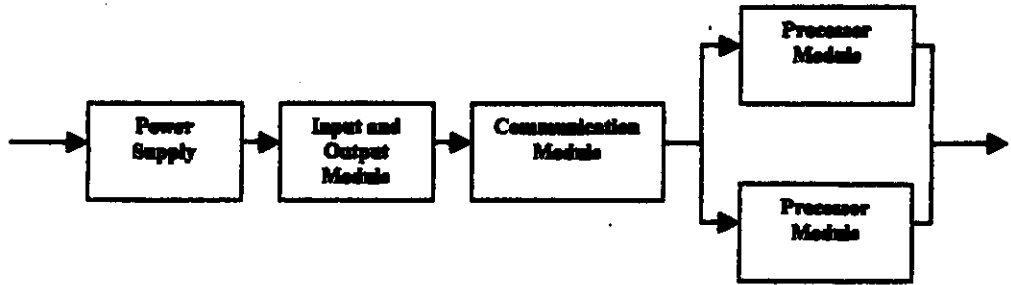 Power
Supply
Input and
Output
Module
Communication
Module
Processor
Module
Processor
Module